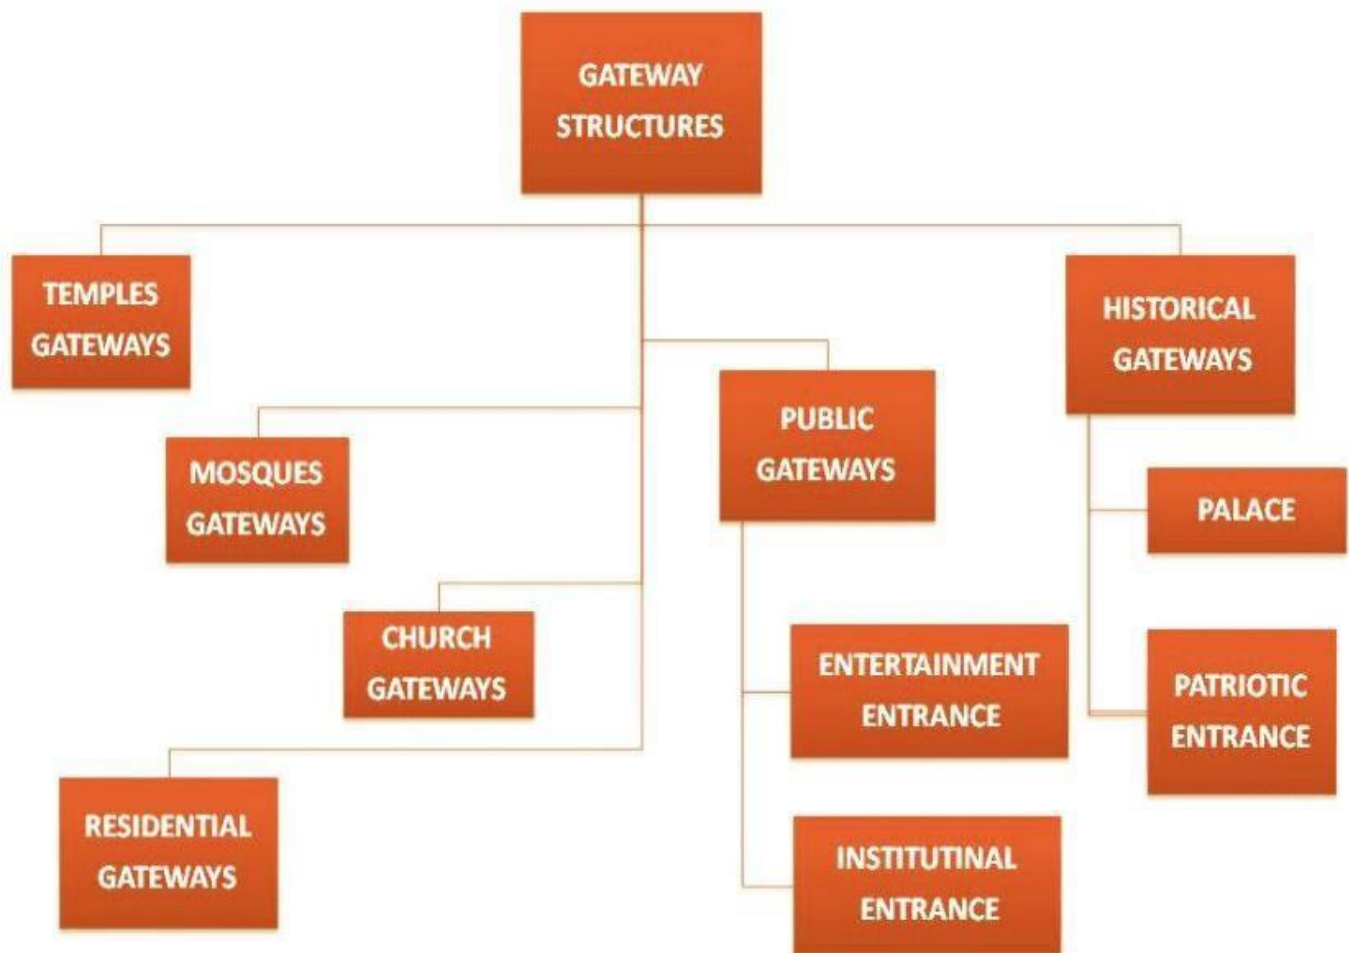 GATEWAY
STRUCTURES
TEMPLES
GATEWAYS
MOSQUES
GATEWAYS
CHURCH
GATEWAYS
RESIDENTIAL
GATEWAYS
PUBLIC
GATEWAYS
ENTERTAINMENT
ENTRANCE
INSTITUTINAL
ENTRANCE
HISTORICAL
GATEWAYS
PALACE
PATRIOTIC
ENTRANCE